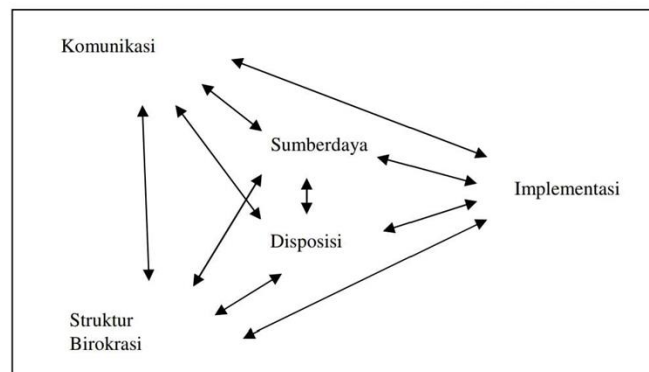 Komunikasi
Sumberdaya
Implementasi
Disposisi
Struktur
Birokrasi